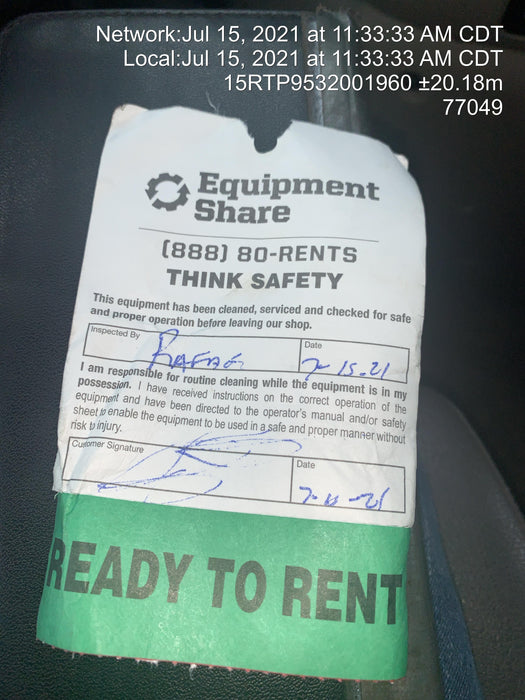 Network:Jul 15, 2021 at 11:33:33 AM CDT
Local:Jul 15, 2021 at 11:33:33 AM CDT
15RTP9532001960 ±20.18m
77049
Equipment
Share
(888) 80-RENTS
THINK SAFETY
This equipment has been cleaned, serviced and checked for safe
and proper operation before leaving our shop.
Inspected By
Date
7-15-21
I am responsible for routine cleaning while the equipment is in my
possession. I have received instructions on the correct operation of the
equipment and have been directed to the operator's manual and/or safety
sheet to enable the equipment to be used in a safe and proper manner without
risk to injury.
Customer Signature
Date
READY TO RENT